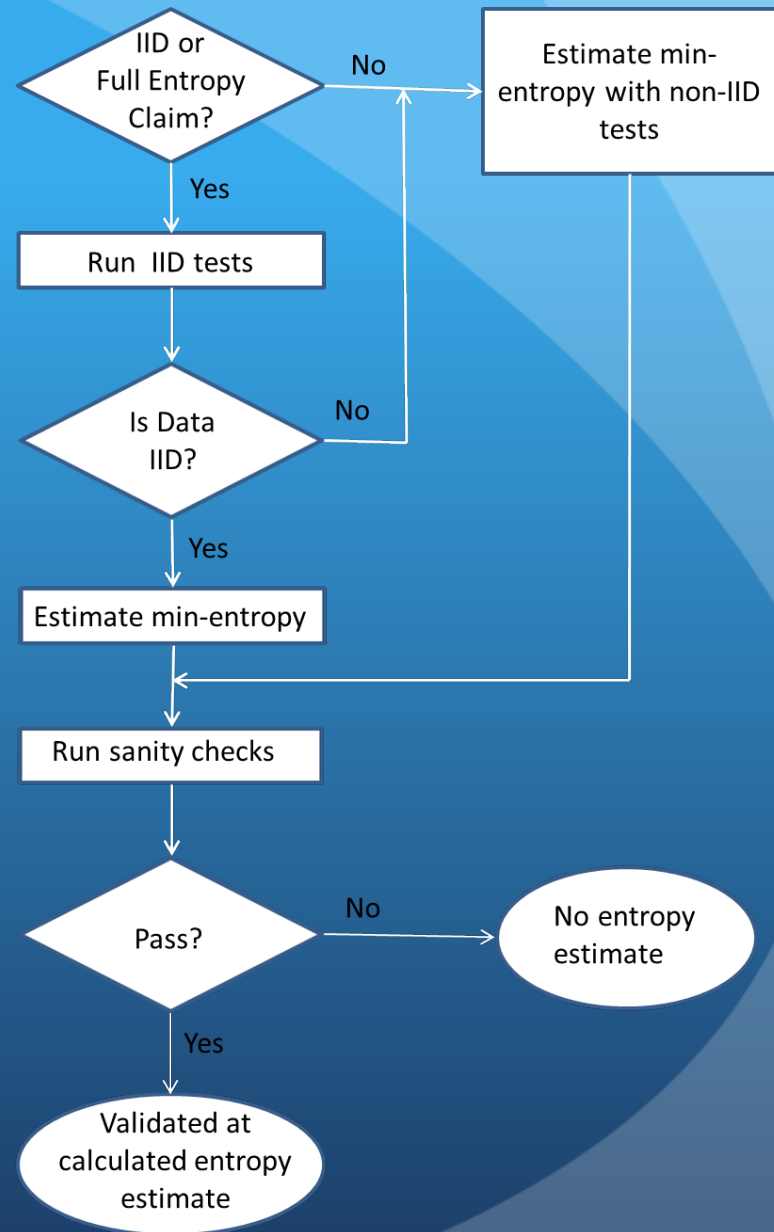 IID or
Full Entropy
Claim?
No
Estimate min-
entropy with non-IID
tests
Yes
Run IID tests
Is Data
IID?
No
Yes
Estimate min-entropy
Run sanity checks
Pass?
No
No entropy
estimate
Yes
Validated at
calculated entropy
estimate